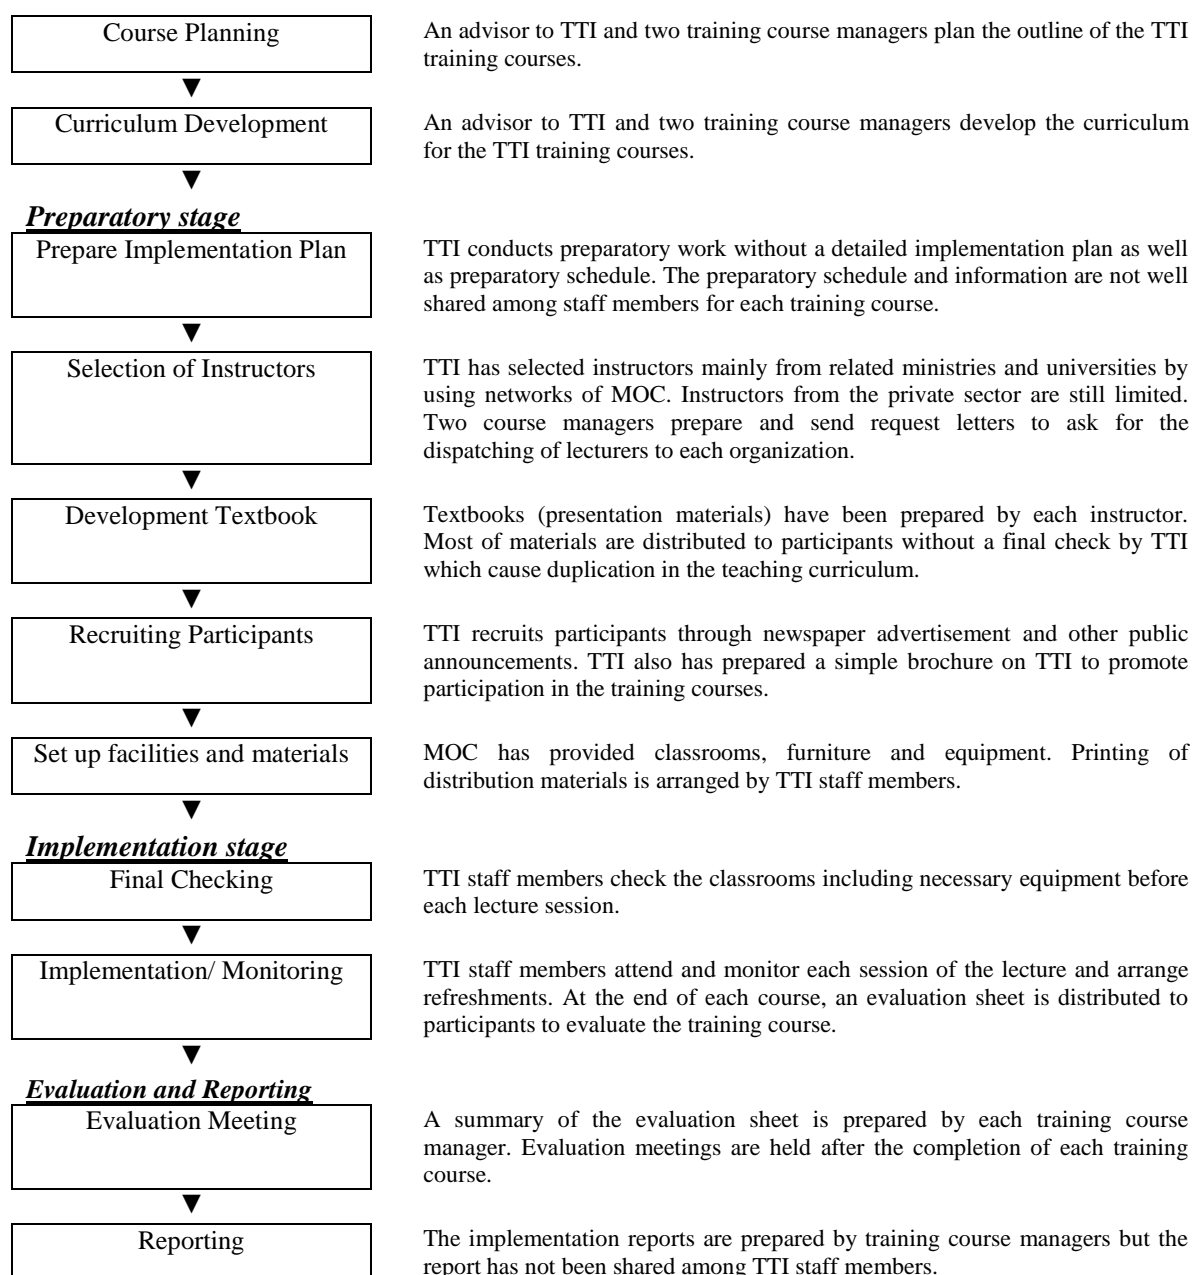 Course Planning
An advisor to TTI and two training course managers plan the outline of the TTI
training courses.
▼
Curriculum Development
An advisor to TTI and two training course managers develop the curriculum
for the TTI training courses.
▼
Preparatory stage
Prepare Implementation Plan
TTI conducts preparatory work without a detailed implementation plan as well
as preparatory schedule. The preparatory schedule and information are not well
shared among staff members for each training course.
▼
Selection of Instructors
TTI has selected instructors mainly from related ministries and universities by
using networks of MOC. Instructors from the private sector are still limited.
Two course managers prepare and send request letters to ask for the
dispatching of lecturers to each organization.
▼
Development Textbook
Textbooks (presentation materials) have been prepared by each instructor.
Most of materials are distributed to participants without a final check by TTI
which cause duplication in the teaching curriculum.
▼
Recruiting Participants
TTI recruits participants through newspaper advertisement and other public
announcements. TTI also has prepared a simple brochure on TTI to promote
participation in the training courses.
▼
Set up facilities and materials
MOC has provided classrooms, furniture and equipment. Printing of
distribution materials is arranged by TTI staff members.
▼
Implementation stage
Final Checking
TTI staff members check the classrooms including necessary equipment before
each lecture session.
▼
Implementation/ Monitoring
TTI staff members attend and monitor each session of the lecture and arrange
refreshments. At the end of each course, an evaluation sheet is distributed to
participants to evaluate the training course.
▼
Evaluation and Reporting
Evaluation Meeting
A summary of the evaluation sheet is prepared by each training course
manager. Evaluation meetings are held after the completion of each training
course.
▼
Reporting
The implementation reports are prepared by training course managers but the
report has not been shared among TTI staff members.